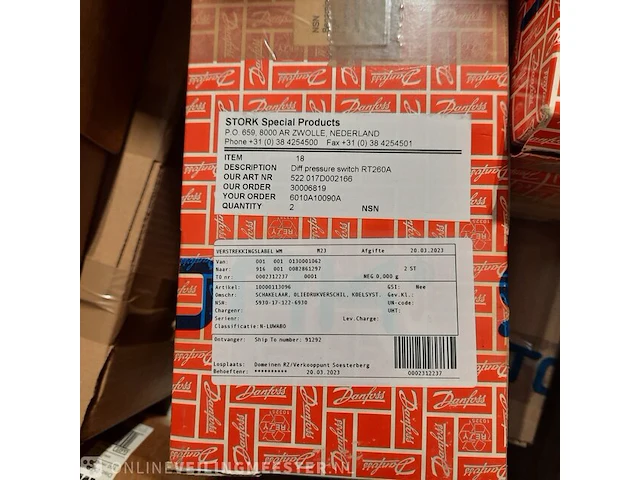 NSN
Danfoss
STORK Special Products
P.O. 659, 8000 AR ZWOLLE, NEDERLAND
Phone +31 (0) 38 4254500 Fax +31 (0) 38 4254501
ITEM 18
DESCRIPTION Diff pressure switch RT260A
OUR ART NR 522.017D002166
OUR ORDER 30006819
YOUR ORDER 6010A10090A
QUANTITY 2 NSN
VERSTREKKINGSLABEL WM M23 Afgifte 20.03.2023
Van: 001 001 0130001062
Naar: 916 001 0082861297 2 ST
TO nr: 0002312237 0001 NEG 0,000 g
Artikel: 10000113096 GSI: Nee
Omschr: SCHAKELAAR, OLIEDRUKVERSCHIL, KOELSYST. Gev.Kl.:
NSN: 5930-17-122-6930 UN-code:
Chargenr: UHT:
Serienr: Lev.Charge:
Classificatie:N-LUWABO
Ontvanger: Ship To number: 91292
Losplaats: Domeinen RZ/Verkooppunt Soesterberg
Behoeftenr: ********** 20.03.2023 0002312237
Danfoss
REZY
ONLINEVEILINGMEESTER.NL